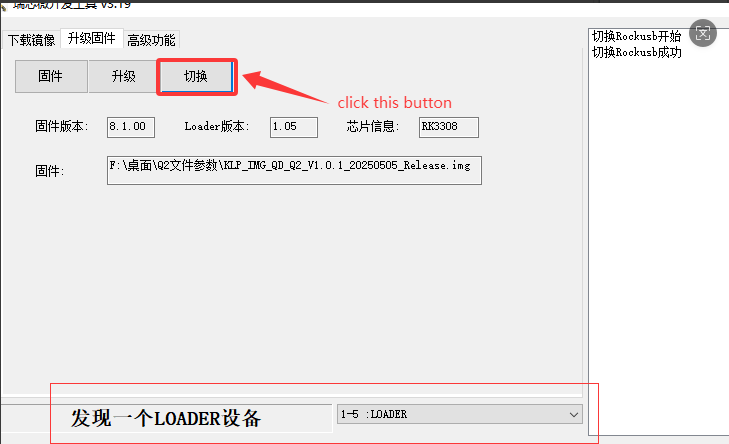 瑞芯微开发工具 v3.19
下载镜像 升级固件 高级功能
固件 升级 切换
click this button
固件版本: 8.1.00 Loader版本: 1.05 芯片信息: RK3308
固件: F:\桌面\Q2文件参数\KLP_IMG_QD_Q2_V1.0.1_20250505_Release.img
切换Rockusb开始
切换Rockusb成功
发现一个LOADER设备 1-5 :LOADER